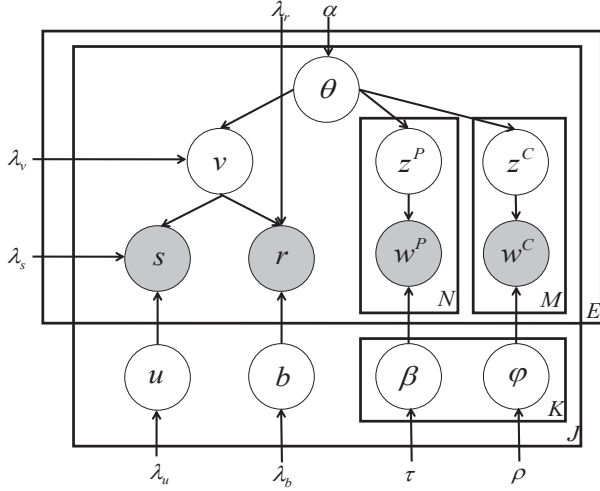 λ_r α
θ
λ_v v z^P z^C
λ_s s r w^P w^C
N M E
u b β φ
K
J
λ_u λ_b τ ρ